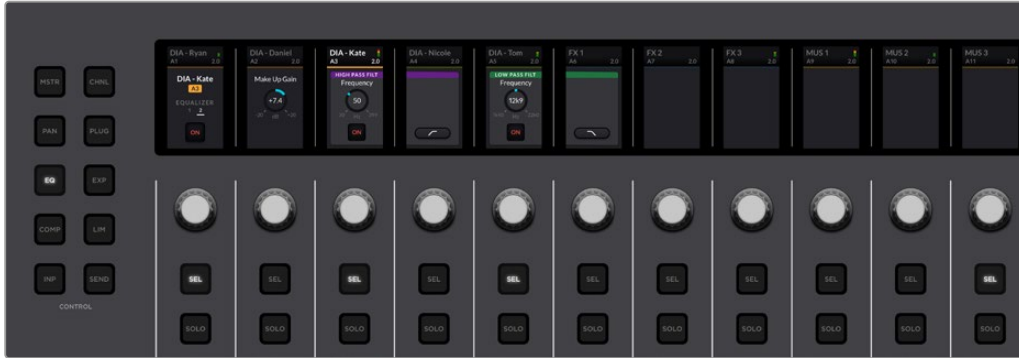 DIA - Ryan
A1 2.0
DIA - Kate
A3
EQUALIZER
1 2
ON
DIA - Daniel
A2 2.0
Make Up Gain
+7.4
-20 dB +20
DIA - Kate
A3 2.0
HIGH PASS FILT
Frequency
50
ON
DIA - Nicole
A4 2.0
DIA - Tom
A5 2.0
LOW PASS FILT
Frequency
12k9
ON
FX 1
A6 2.0
FX 2
A7 2.0
FX 3
A8 2.0
MUS 1
A9 2.0
MUS 2
A10 2.0
MUS 3
A11 2.0
MSTR CHNL
PAN PLUG
EQ EXP
COMP LIM
INP SEND
CONTROL
SEL SEL SEL SEL SEL SEL SEL SEL SEL SEL SEL
SOLO SOLO SOLO SOLO SOLO SOLO SOLO SOLO SOLO SOLO SOLO